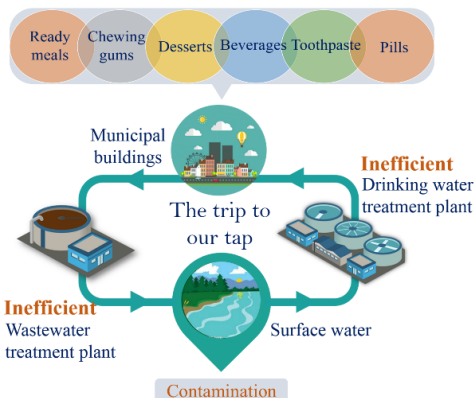 Ready
meals
Chewing
gums
Desserts
Beverages
Toothpaste
Pills
Municipal
buildings
Inefficient
Drinking water
treatment plant
The trip to
our tap
Inefficient
Wastewater
treatment plant
Surface water
Contamination